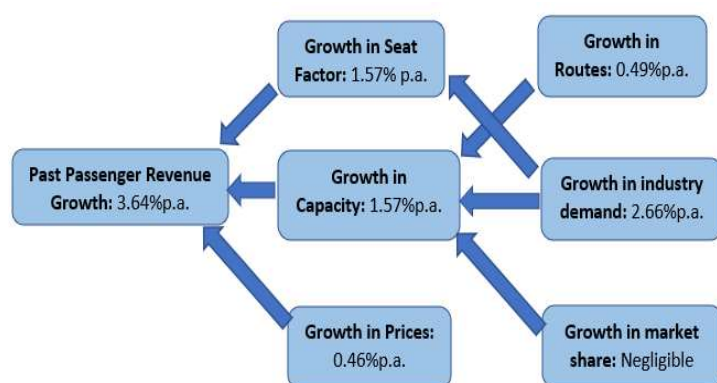 Growth in Seat
Factor: 1.57% p.a.
Growth in
Routes: 0.49%p.a.
Past Passenger Revenue
Growth: 3.64%p.a.
Growth in
Capacity: 1.57%p.a.
Growth in industry
demand: 2.66%p.a.
Growth in Prices:
0.46%p.a.
Growth in market
share: Negligible